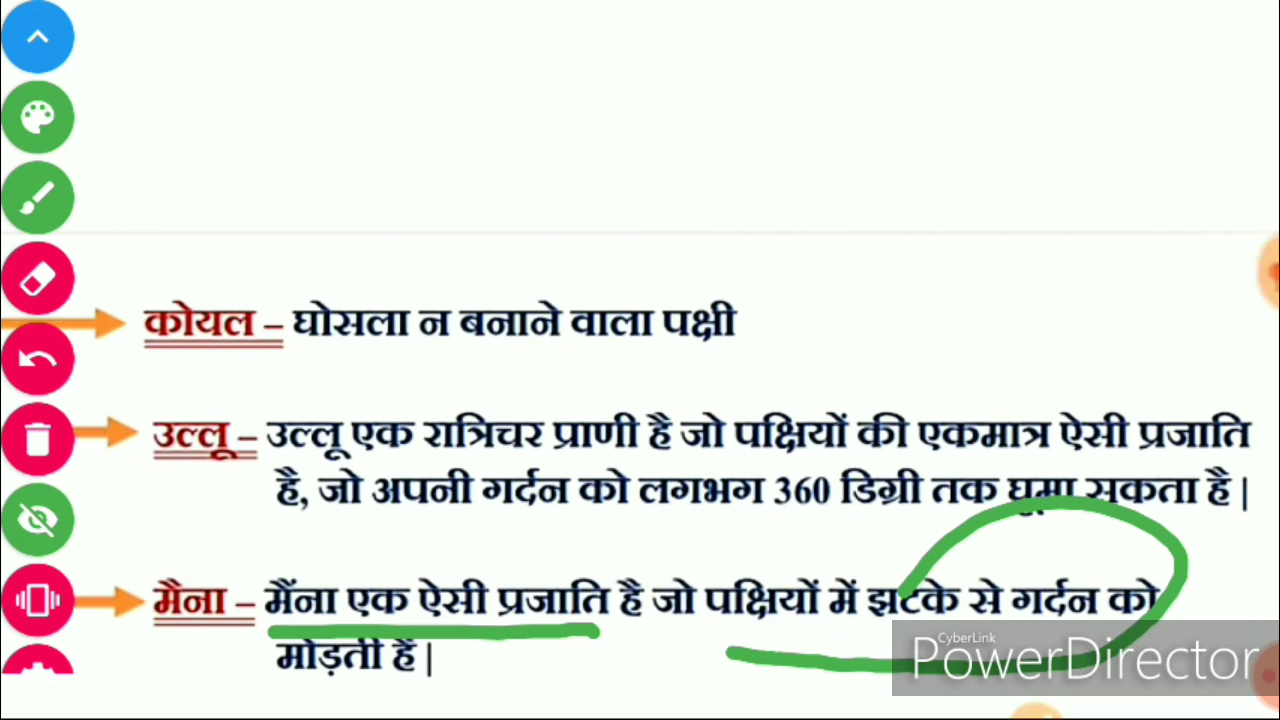 कोयल – घोसला न बनाने वाला पक्षी
उल्लू – उल्लू एक रात्रिचर प्राणी है जो पक्षियों की एकमात्र ऐसी प्रजाति
है, जो अपनी गर्दन को लगभग 360 डिग्री तक घूमा सकता है |
मैना – मैंना एक ऐसी प्रजाति है जो पक्षियों में झटके से गर्दन को
मोड़ती है |
CyberLink
PowerDirector